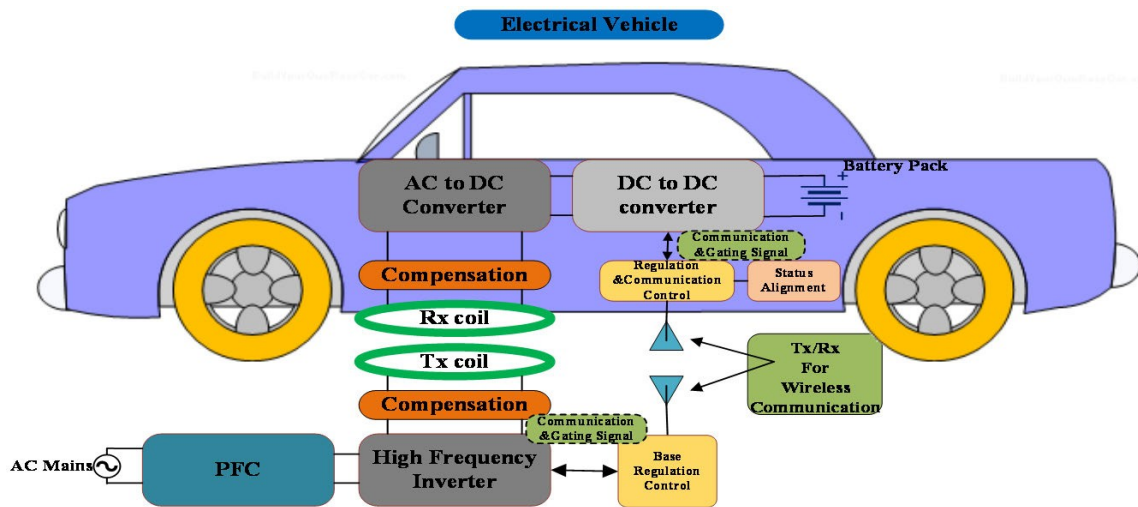 Electrical Vehicle
AC to DC
Converter
DC to DC
converter
Battery Pack
+
-
Communication
&Gating Signal
Compensation
Regulation
&Communication
Control
Status
Alignment
Rx coil
Tx coil
Tx/Rx
For
Wireless
Communication
Compensation
Communication
&Gating Signal
AC Mains
PFC
High Frequency
Inverter
Base
Regulation
Control